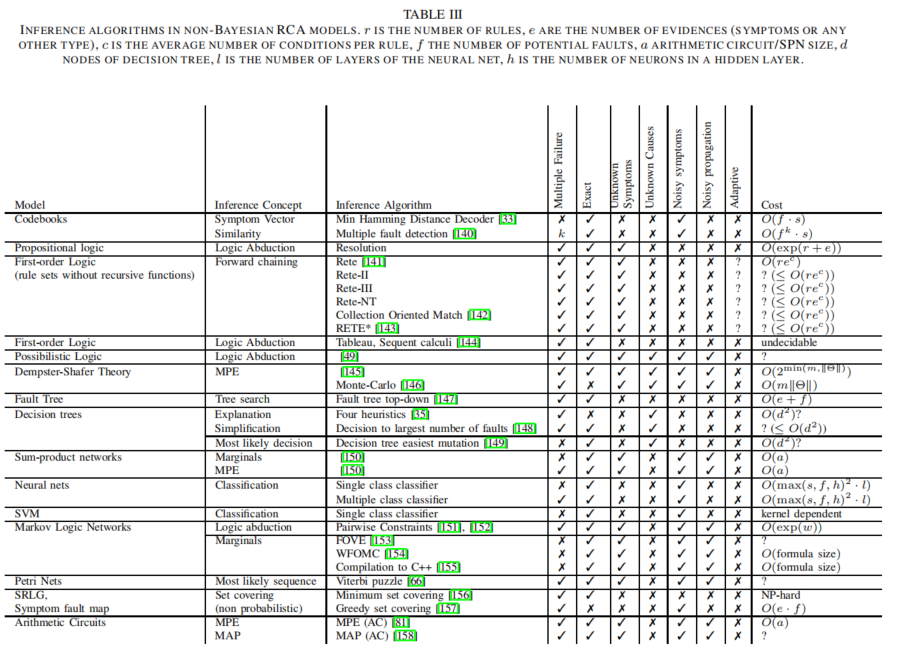 TABLE III
INFERENCE ALGORITHMS IN NON-BAYESIAN RCA MODELS. r IS THE NUMBER OF RULES, e ARE THE NUMBER OF EVIDENCES (SYMPTOMS OR ANY
OTHER TYPE), c IS THE AVERAGE NUMBER OF CONDITIONS PER RULE, f THE NUMBER OF POTENTIAL FAULTS, a ARITHMETIC CIRCUIT/SPN SIZE, d
NODES OF DECISION TREE, l IS THE NUMBER OF LAYERS OF THE NEURAL NET, h IS THE NUMBER OF NEURONS IN A HIDDEN LAYER.
Model Inference Concept Inference Algorithm Multiple Failure Exact Unknown Symptoms Unknown Causes Noisy symptoms Noisy propagation Adaptive Cost
Codebooks Symptom Vector Min Hamming Distance Decoder [33] ✗ ✓ ✗ ✗ ✓ ✗ ✗ O(f · s)
Similarity Multiple fault detection [140] k ✓ ✗ ✗ ✓ ✗ ✗ O(f^k · s)
Propositional logic Logic Abduction Resolution ✓ ✓ ✓ ✗ ✗ ✗ ✗ O(exp(r + e))
First-order Logic Forward chaining Rete [141] ✓ ✓ ✓ ✗ ✗ ✗ ? O(re^c)
(rule sets without recursive functions) Rete-II ✓ ✓ ✓ ✗ ✗ ✗ ? ? (≤ O(re^c))
Rete-III ✓ ✓ ✓ ✗ ✗ ✗ ? ? (≤ O(re^c))
Rete-NT ✓ ✓ ✓ ✗ ✗ ✗ ? ? (≤ O(re^c))
Collection Oriented Match [142] ✓ ✓ ✓ ✗ ✗ ✗ ? ? (≤ O(re^c))
RETE* [143] ✓ ✓ ✓ ✗ ✗ ✗ ? ? (≤ O(re^c))
First-order Logic Logic Abduction Tableau, Sequent calculi [144] ✓ ✓ ✗ ✗ ✗ ✗ ✗ undecidable
Possibilistic Logic Logic Abduction [49] ✓ ✓ ✓ ✓ ✓ ✓ ✗ ?
Dempster-Shafer Theory MPE [145] ✓ ✓ ✓ ✓ ✓ ✓ ✗ O(2^min(m,‖Θ‖))
Monte-Carlo [146] ✓ ✗ ✓ ✓ ✓ ✓ ✗ O(m‖Θ‖)
Fault Tree Tree search Fault tree top-down [147] ✓ ✓ ✗ ✗ ✗ ✗ ✗ O(e + f)
Decision trees Explanation Four heuristics [35] ✓ ✗ ✗ ✓ ✗ ✗ ✗ O(d^2)?
Simplification Decision to largest number of faults [148] ✓ ✓ ✗ ✓ ✗ ✗ ✗ ? (≤ O(d^2))
Most likely decision Decision tree easiest mutation [149] ✗ ✓ ✗ ✓ ✗ ✗ ✗ O(d^2)?
Sum-product networks Marginals [150] ✗ ✓ ✓ ✗ ✓ ✓ ✗ O(a)
MPE [150] ✓ ✓ ✓ ✗ ✓ ✓ ✗ O(a)
Neural nets Classification Single class classifier ✗ ✓ ✗ ✗ ✓ ✗ ✗ O(max(s, f, h)^2 · l)
Multiple class classifier ✓ ✓ ✗ ✗ ✓ ✗ ✗ O(max(s, f, h)^2 · l)
SVM Classification Single class classifier ✗ ✓ ✗ ✗ ✓ ✗ ✗ kernel dependent
Markov Logic Networks Logic abduction Pairwise Constraints [151], [152] ✓ ✓ ✓ ✗ ✓ ✓ ✗ O(exp(w))
Marginals FOVE [153] ✗ ✓ ✓ ✗ ✓ ✓ ✗ ?
WFOMC [154] ✗ ✓ ✓ ✗ ✓ ✓ ✗ O(formula size)
Compilation to C++ [155] ✗ ✓ ✓ ✗ ✓ ✓ ✗ O(formula size)
Petri Nets Most likely sequence Viterbi puzzle [66] ✓ ✓ ✓ ✗ ✓ ✓ ✗ ?
SRLG, Set covering Minimum set covering [156] ✓ ✓ ✗ ✗ ✗ ✗ ✗ NP-hard
Symptom fault map (non probabilistic) Greedy set covering [157] ✓ ✗ ✗ ✗ ✓ ✗ ✗ O(e · f)
Arithmetic Circuits MPE MPE (AC) [81] ✓ ✓ ✓ ✗ ✓ ✓ ✗ O(a)
MAP MAP (AC) [158] ✓ ✓ ✓ ✗ ✓ ✓ ✗ ?